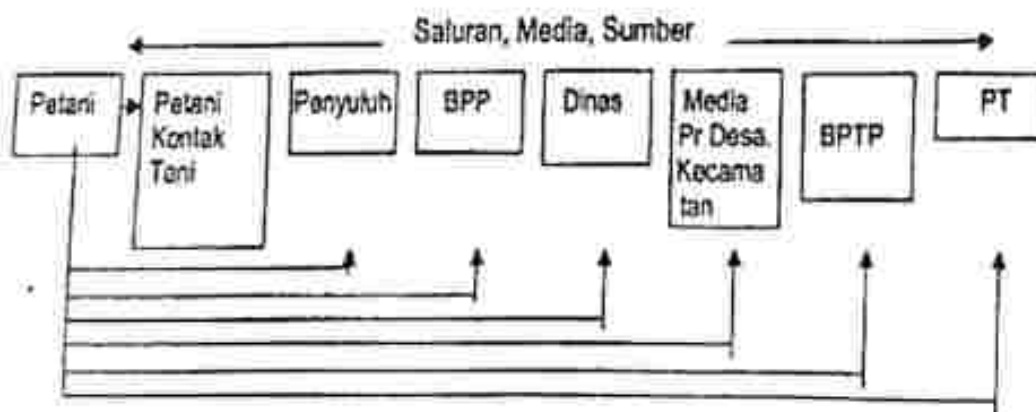 Saluran, Media, Sumber
Petani
Petani
Kontak
Tani
Penyuluh
BPP
Dinas
Media
Pr Desa.
Kecama
tan
BPTP
PT